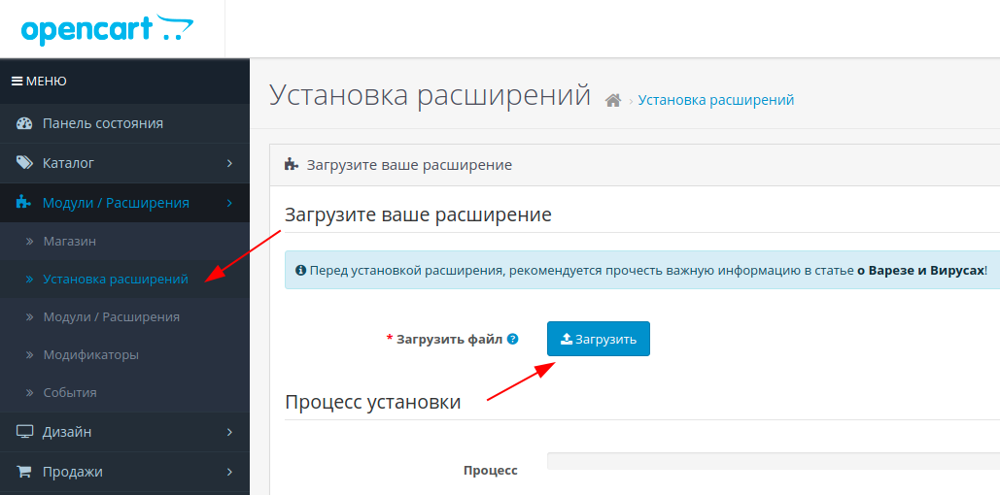 opencart
МЕНЮ
Панель состояния
Каталог
Модули / Расширения
Магазин
Установка расширений
Модули / Расширения
Модификаторы
События
Дизайн
Продажи
Установка расширений
Установка расширений
Загрузите ваше расширение
Загрузите ваше расширение
Перед установкой расширения, рекомендуется прочесть важную информацию в статье о Варезе и Вирусах!
* Загрузить файл ? Загрузить
Процесс установки
Процесс